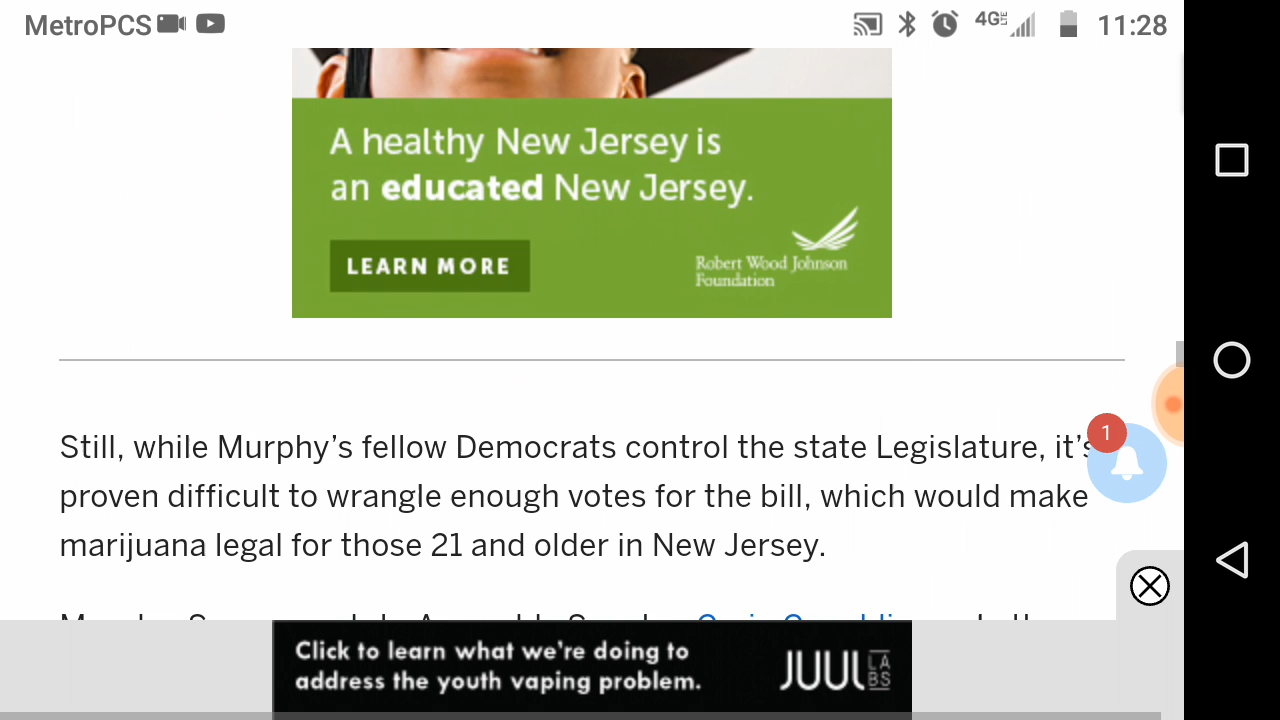 MetroPCS
4G LTE
11:28
A healthy New Jersey is
an educated New Jersey.
LEARN MORE
Robert Wood Johnson
Foundation
Still, while Murphy’s fellow Democrats control the state Legislature, it’s
1
proven difficult to wrangle enough votes for the bill, which would make
marijuana legal for those 21 and older in New Jersey.
Click to learn what we're doing to
address the youth vaping problem.
JUUL LABS